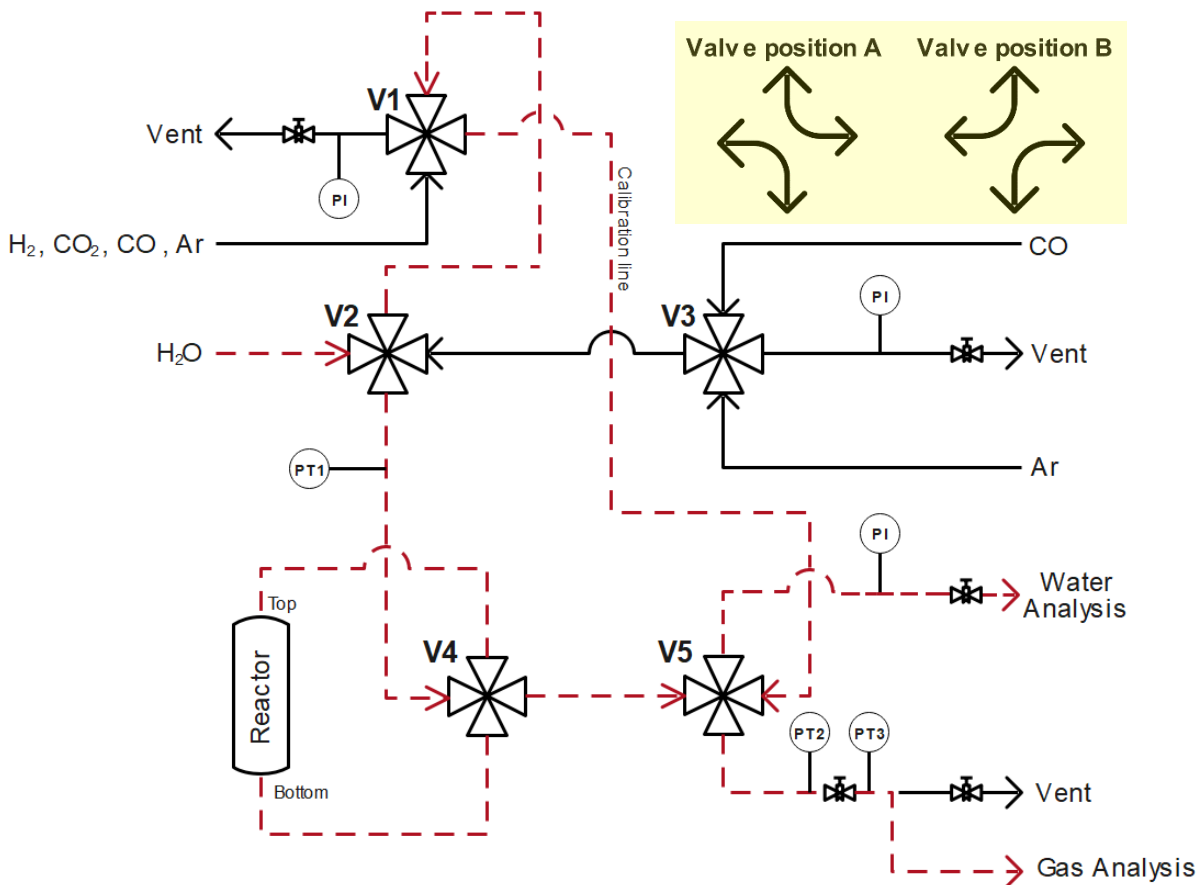 Valve position A
Valve position B
V1
Vent
PI
H₂, CO₂, CO , Ar
Calibration line
CO
V2
V3
PI
H₂O
Vent
PT1
Ar
PI
Top
Water
Analysis
V4
V5
Reactor
PT2
PT3
Bottom
Vent
Gas Analysis